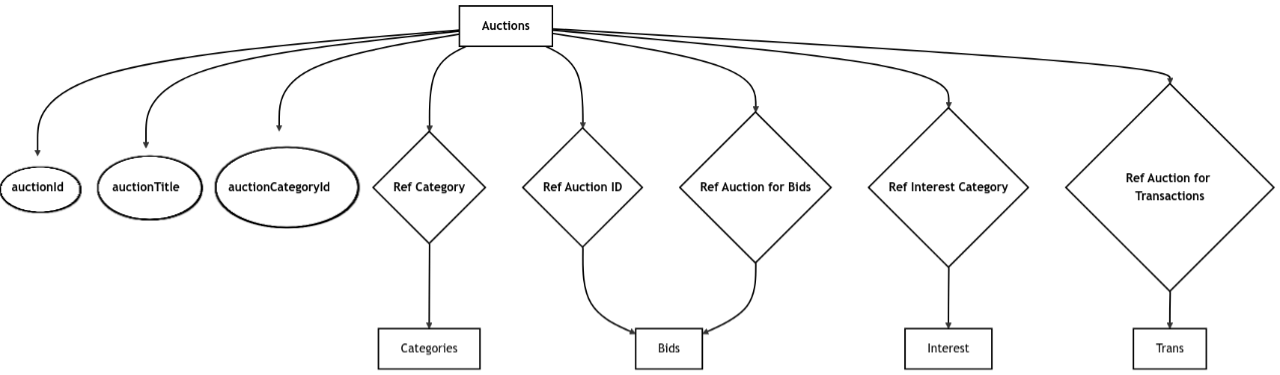 Auctions
auctionId
auctionTitle
auctionCategoryId
Ref Category
Ref Auction ID
Ref Auction for Bids
Ref Interest Category
Ref Auction for
Transactions
Categories
Bids
Interest
Trans